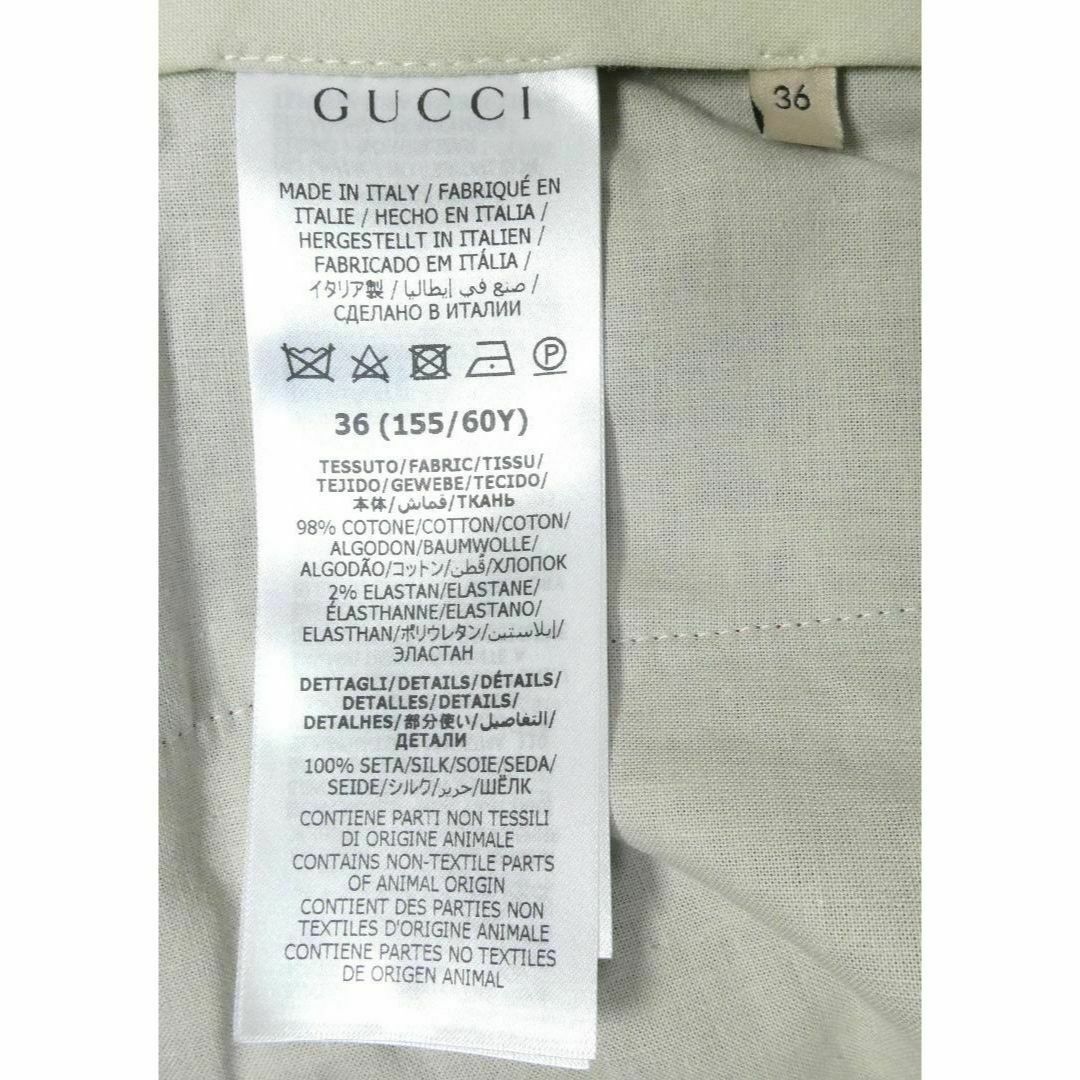 GUCCI
36
MADE IN ITALY / FABRIQUÉ EN
ITALIE / HECHO EN ITALIA /
HERGESTELLT IN ITALIEN /
FABRICADO EM ITÁLIA /
イタリア製 / صنع في إيطاليا /
СДЕЛАНО В ИТАЛИИ
P
36 (155/60Y)
TESSUTO/FABRIC/TISSU/
TEJIDO/GEWEBE/TECIDO/
本体/قماش/ТКАНЬ
98% COTONE/COTTON/COTON/
ALGODON/BAUMWOLLE/
ALGODÃO/コットン/قطن/ХЛОПОК
2% ELASTAN/ELASTANE/
ÉLASTHANNE/ELASTANO/
ELASTHAN/ポリウレタン/إيلاستين/
ЭЛАСТАН
DETTAGLI/DETAILS/DÉTAILS/
DETALLES/DETAILS/
DETALHES/部分使い/التفاصيل/
ДЕТАЛИ
100% SETA/SILK/SOIE/SEDA/
SEIDE/シルク/حرير/ШЁЛК
CONTIENE PARTI NON TESSILI
DI ORIGINE ANIMALE
CONTAINS NON-TEXTILE PARTS
OF ANIMAL ORIGIN
CONTIENT DES PARTIES NON
TEXTILES D'ORIGINE ANIMALE
CONTIENE PARTES NO TEXTILES
DE ORIGEN ANIMAL